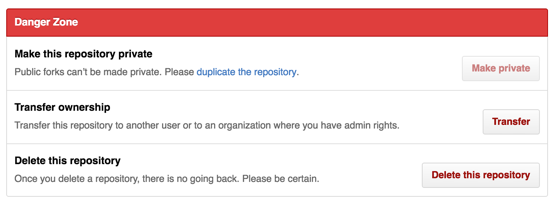 Danger Zone
Make this repository private
Public forks can't be made private. Please duplicate the repository.
Make private
Transfer ownership
Transfer this repository to another user or to an organization where you have admin rights.
Transfer
Delete this repository
Once you delete a repository, there is no going back. Please be certain.
Delete this repository